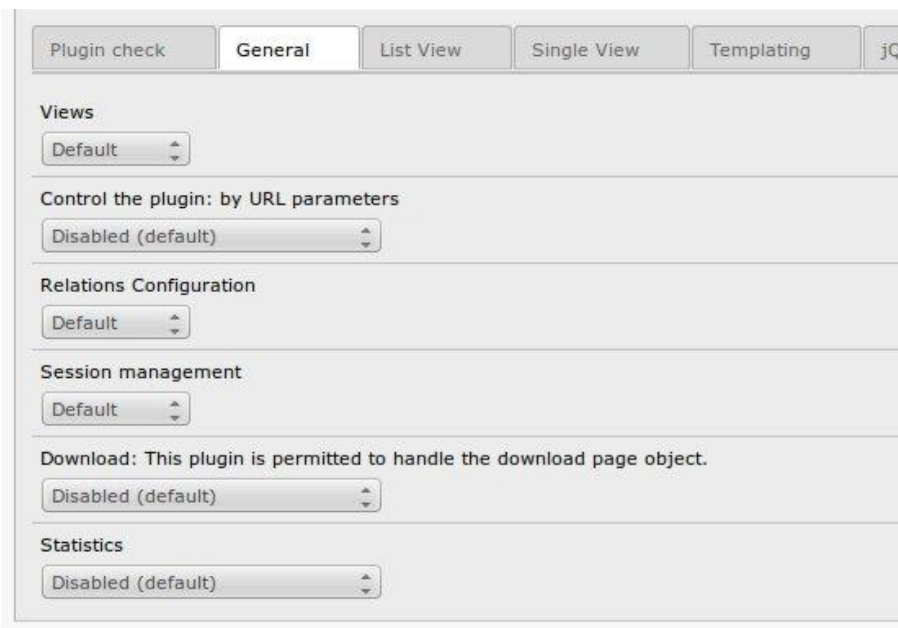 Plugin check General List View Single View Templating jQ
Views
Default
Control the plugin: by URL parameters
Disabled (default)
Relations Configuration
Default
Session management
Default
Download: This plugin is permitted to handle the download page object.
Disabled (default)
Statistics
Disabled (default)